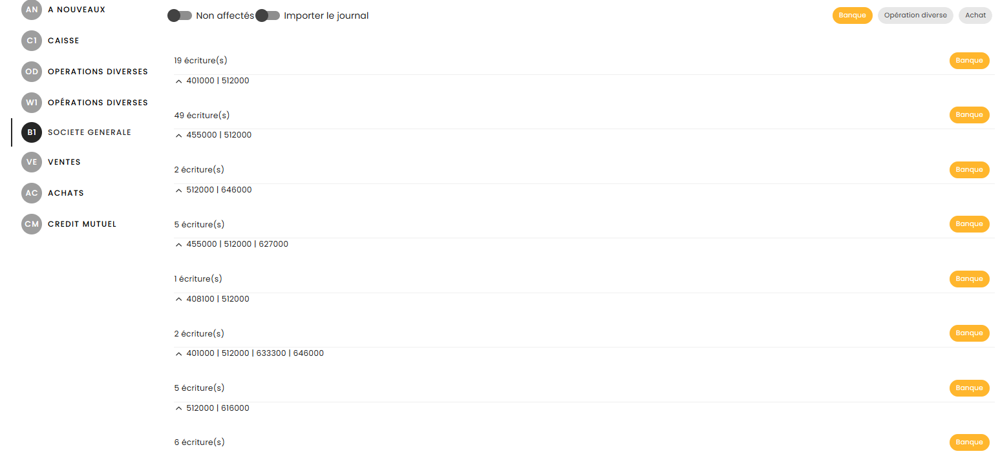 AN A NOUVEAUX
C1 CAISSE
OD OPERATIONS DIVERSES
W1 OPÉRATIONS DIVERSES
B1 SOCIETE GENERALE
VE VENTES
AC ACHATS
CM CREDIT MUTUEL
Non affectés Importer le journal
Banque Opération diverse Achat
19 écriture(s) Banque
401000 | 512000
49 écriture(s) Banque
455000 | 512000
2 écriture(s) Banque
512000 | 646000
5 écriture(s) Banque
455000 | 512000 | 627000
1 écriture(s) Banque
408100 | 512000
2 écriture(s) Banque
401000 | 512000 | 633300 | 646000
5 écriture(s) Banque
512000 | 616000
6 écriture(s) Banque